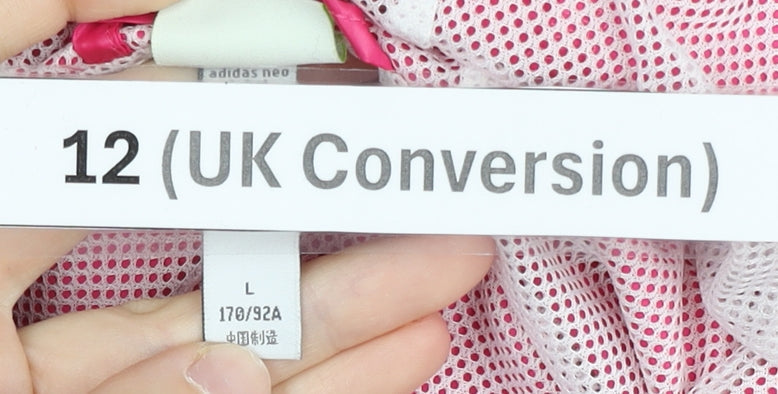 adidas neo
12 (UK Conversion)
L
170/92A
中国制造